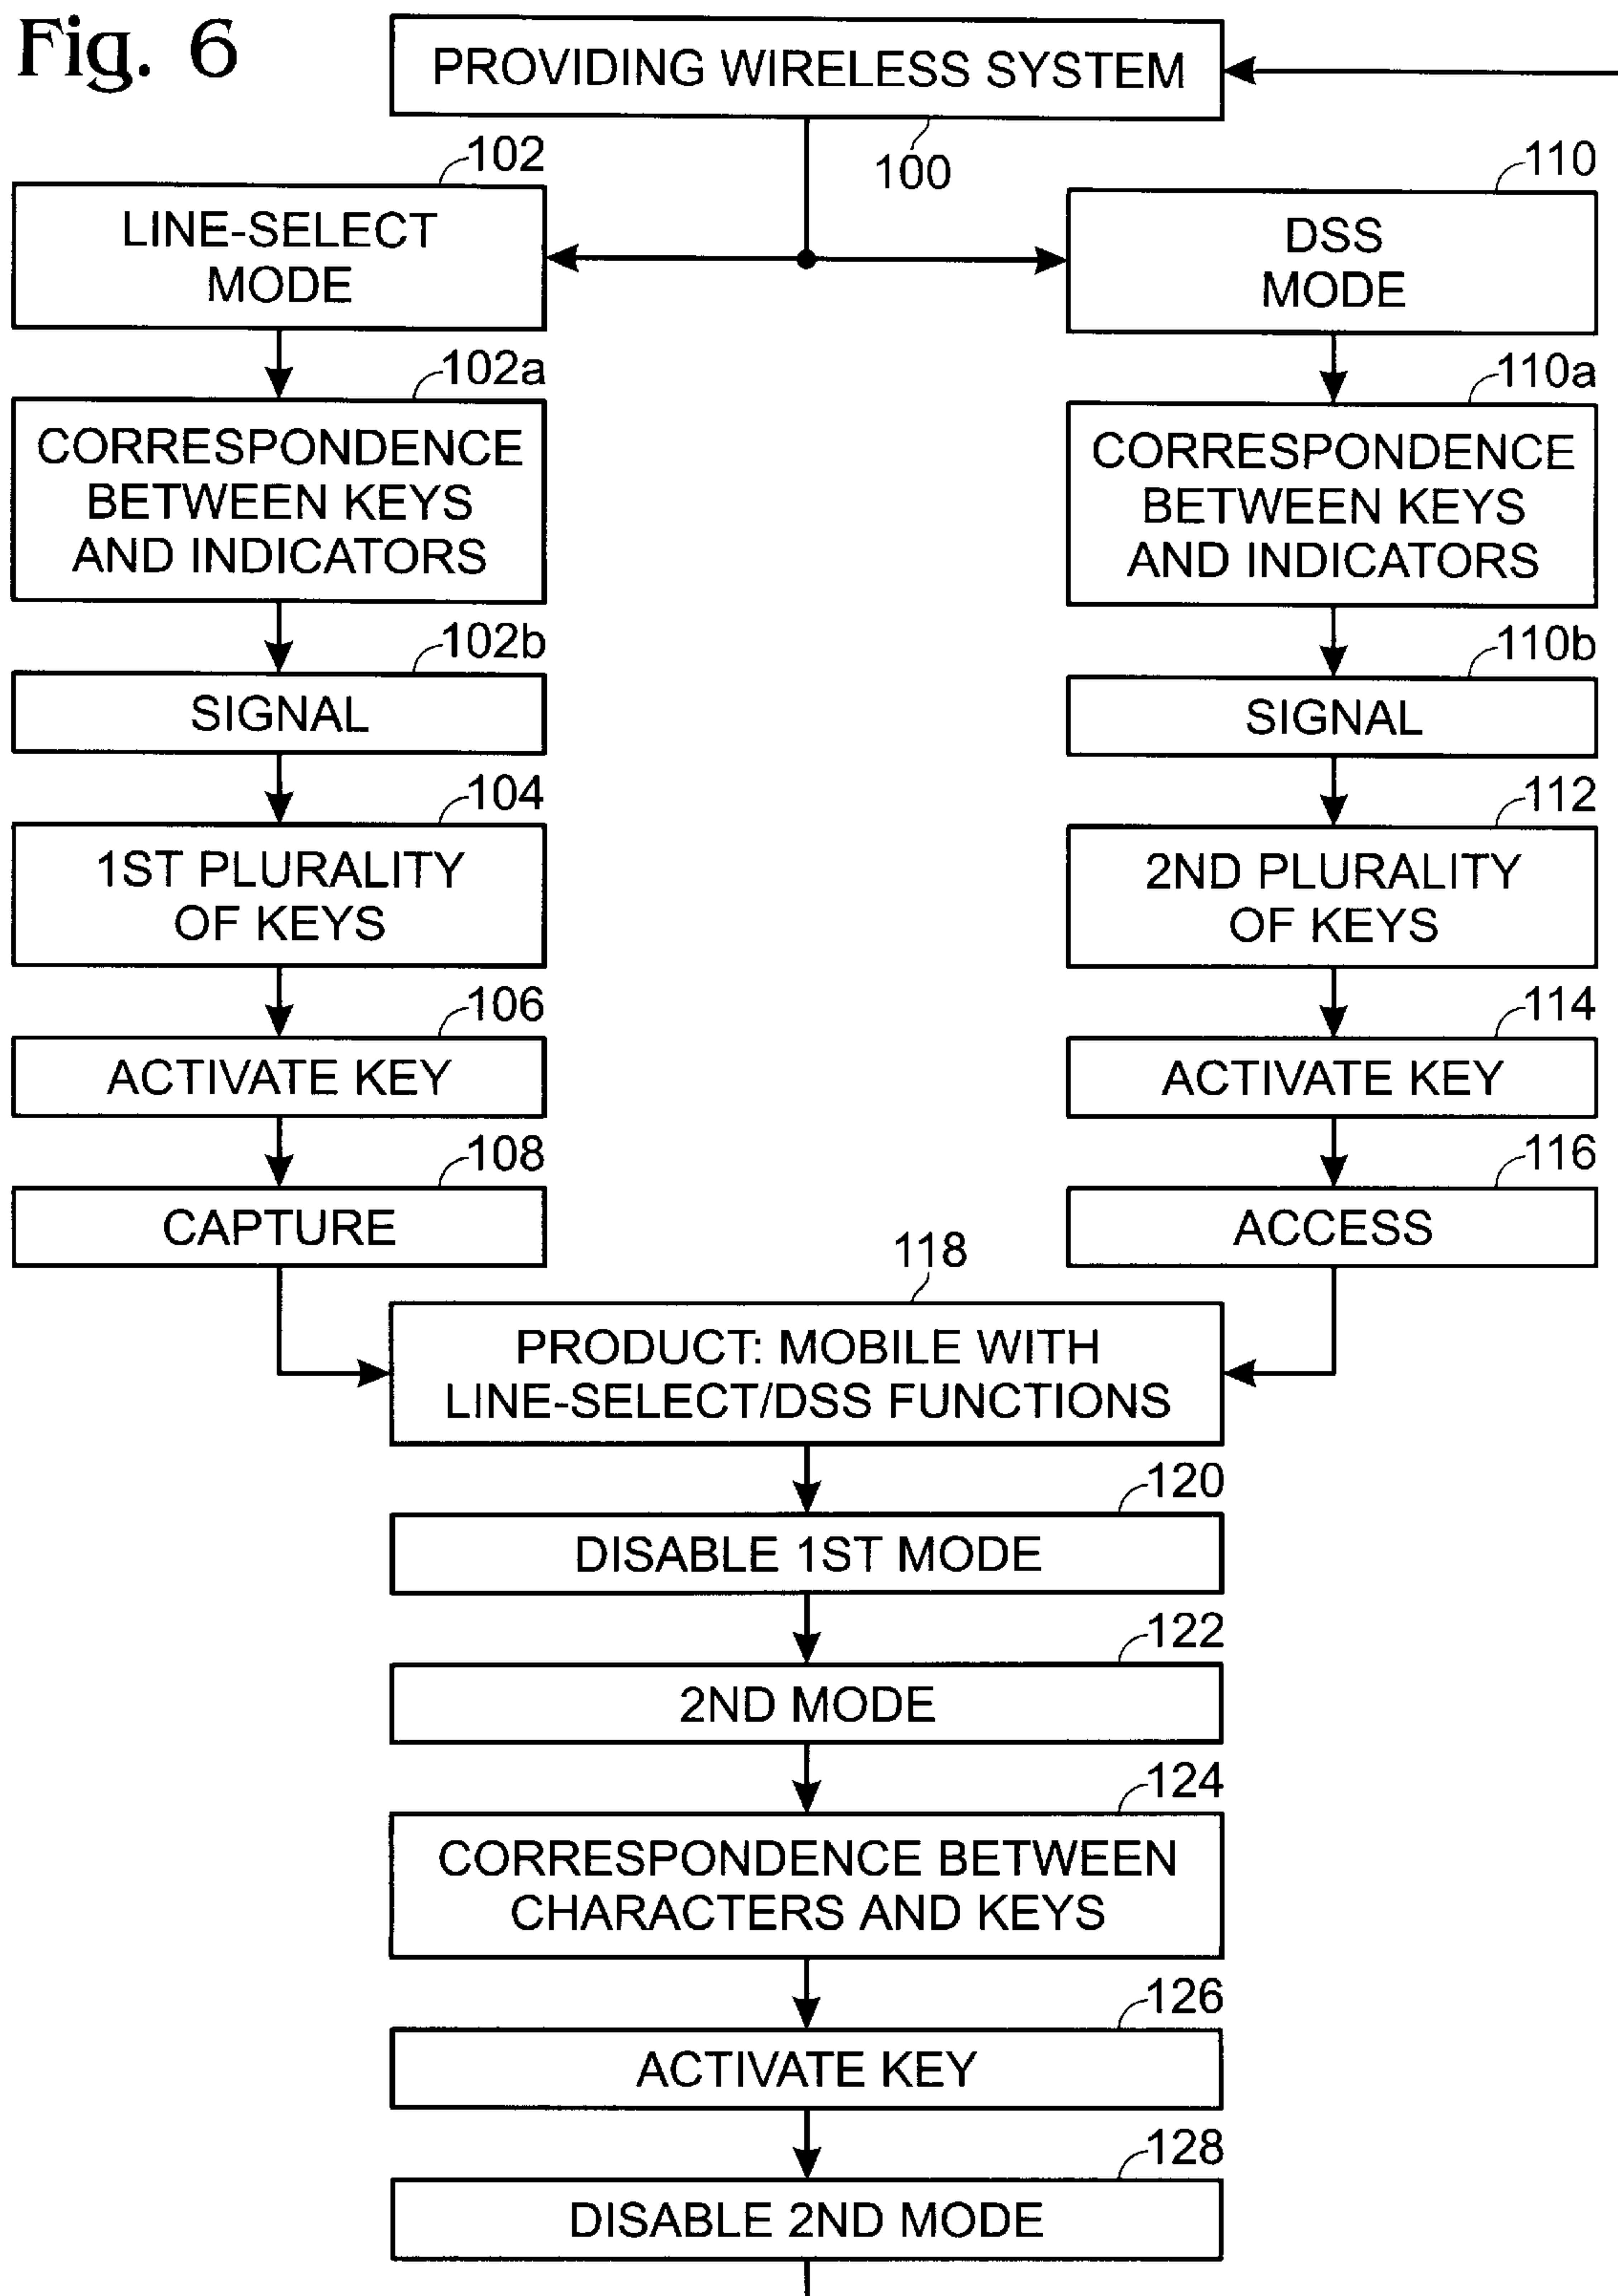 Fig. 6
PROVIDING WIRELESS SYSTEM
100
102
LINE-SELECT
MODE
102a
CORRESPONDENCE
BETWEEN KEYS
AND INDICATORS
102b
SIGNAL
104
1ST PLURALITY
OF KEYS
106
ACTIVATE KEY
108
CAPTURE
110
DSS
MODE
110a
CORRESPONDENCE
BETWEEN KEYS
AND INDICATORS
110b
SIGNAL
112
2ND PLURALITY
OF KEYS
114
ACTIVATE KEY
116
ACCESS
118
PRODUCT: MOBILE WITH
LINE-SELECT/DSS FUNCTIONS
120
DISABLE 1ST MODE
122
2ND MODE
124
CORRESPONDENCE BETWEEN
CHARACTERS AND KEYS
126
ACTIVATE KEY
128
DISABLE 2ND MODE